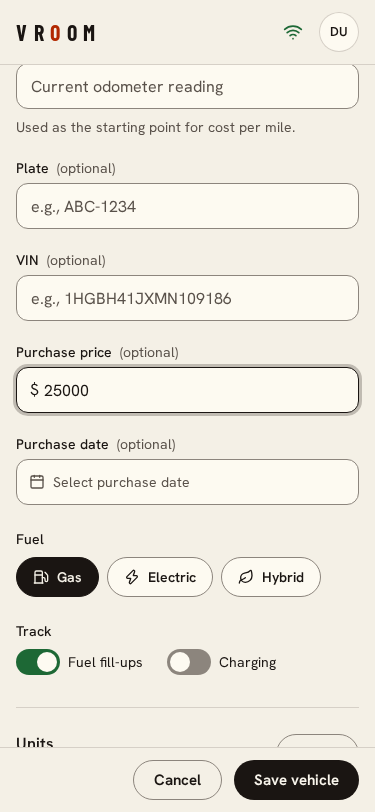 VROOM
DU
Current odometer reading
Used as the starting point for cost per mile.
Plate (optional)
e.g., ABC-1234
VIN (optional)
e.g., 1HGBH41JXMN109186
Purchase price (optional)
$ 25000
Purchase date (optional)
Select purchase date
Fuel
Gas
Electric
Hybrid
Track
Fuel fill-ups
Charging
Units
Cancel
Save vehicle